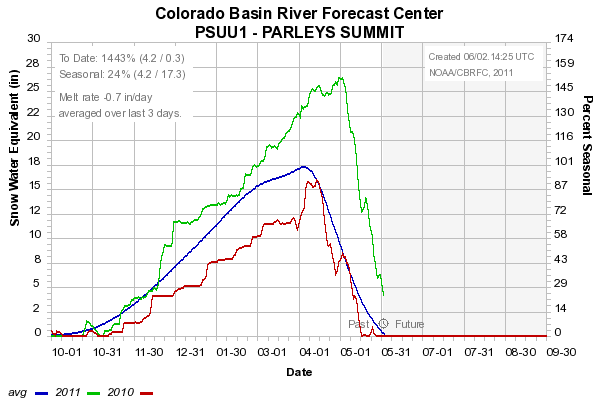 Colorado Basin River Forecast Center
PSUU1 - PARLEYS SUMMIT
To Date: 1443% (4.2 / 0.3)
Seasonal: 24% (4.2 / 17.3)
Melt rate -0.7 in/day
averaged over last 3 days.
Created 06/02.14:25 UTC
NOAA/CBRFC, 2011
Snow Water Equivalent (in)
30
28
25
22
20
18
15
12
10
8
5
2
0
Percent Seasonal
174
159
145
130
116
101
87
72
58
43
29
14
0
Past Future
10-01 10-31 11-30 12-31 01-31 03-01 04-01 05-01 05-31 07-01 07-31 08-30 09-30
Date
avg 2011 2010